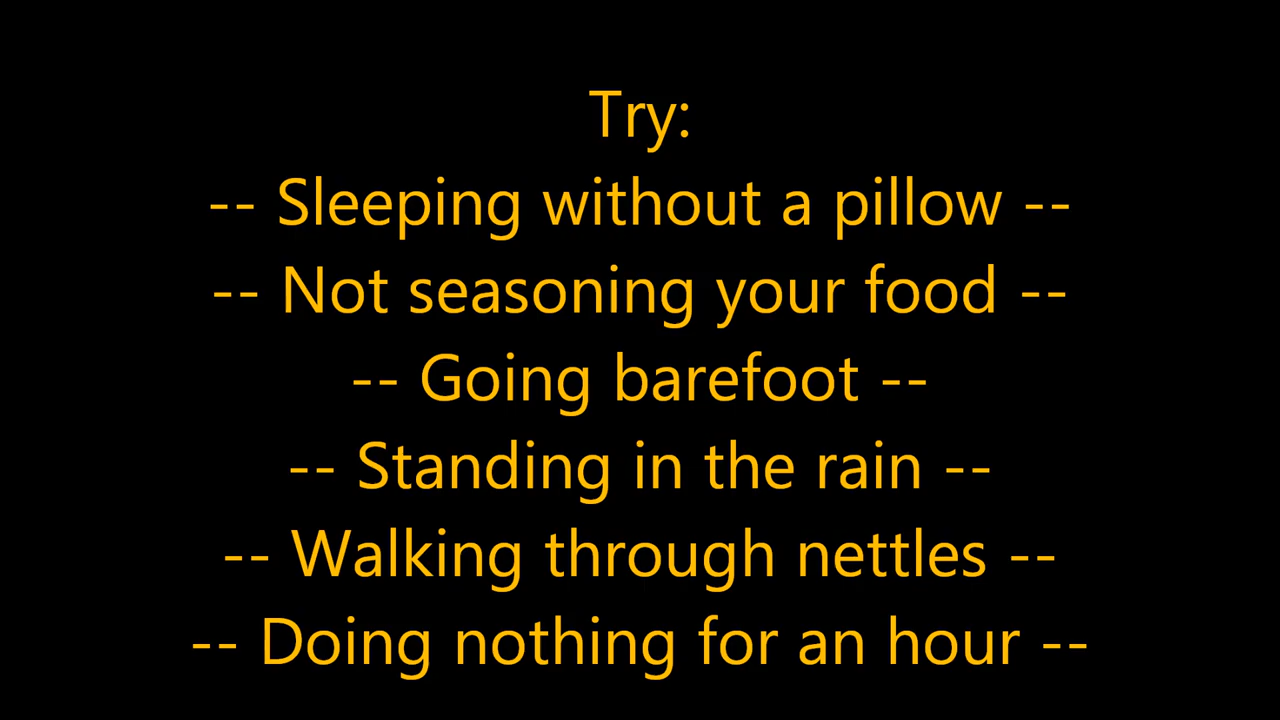 Try:
-- Sleeping without a pillow --
-- Not seasoning your food --
-- Going barefoot --
-- Standing in the rain --
-- Walking through nettles --
-- Doing nothing for an hour --